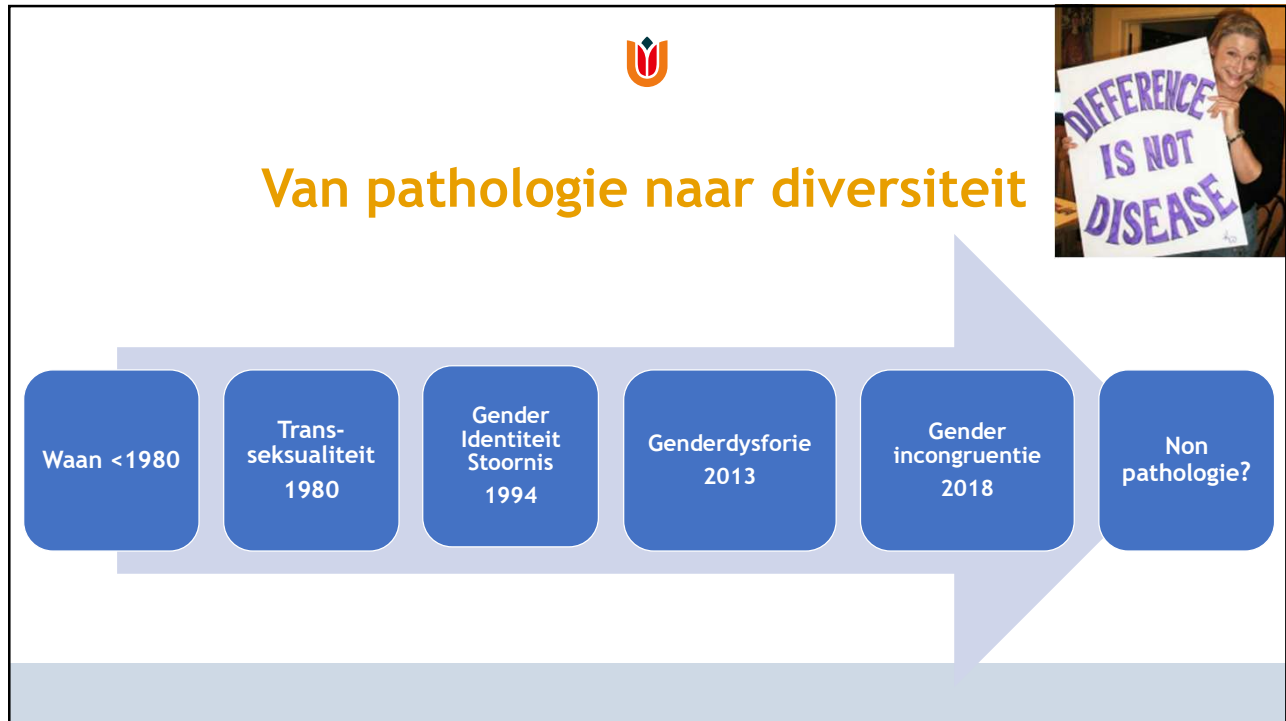 DIFFERENCE
IS NOT
DISEASE
Van pathologie naar diversiteit
Waan <1980
Trans-
seksualiteit
1980
Gender
Identiteit
Stoornis
1994
Genderdysforie
2013
Gender
incongruentie
2018
Non
pathologie?